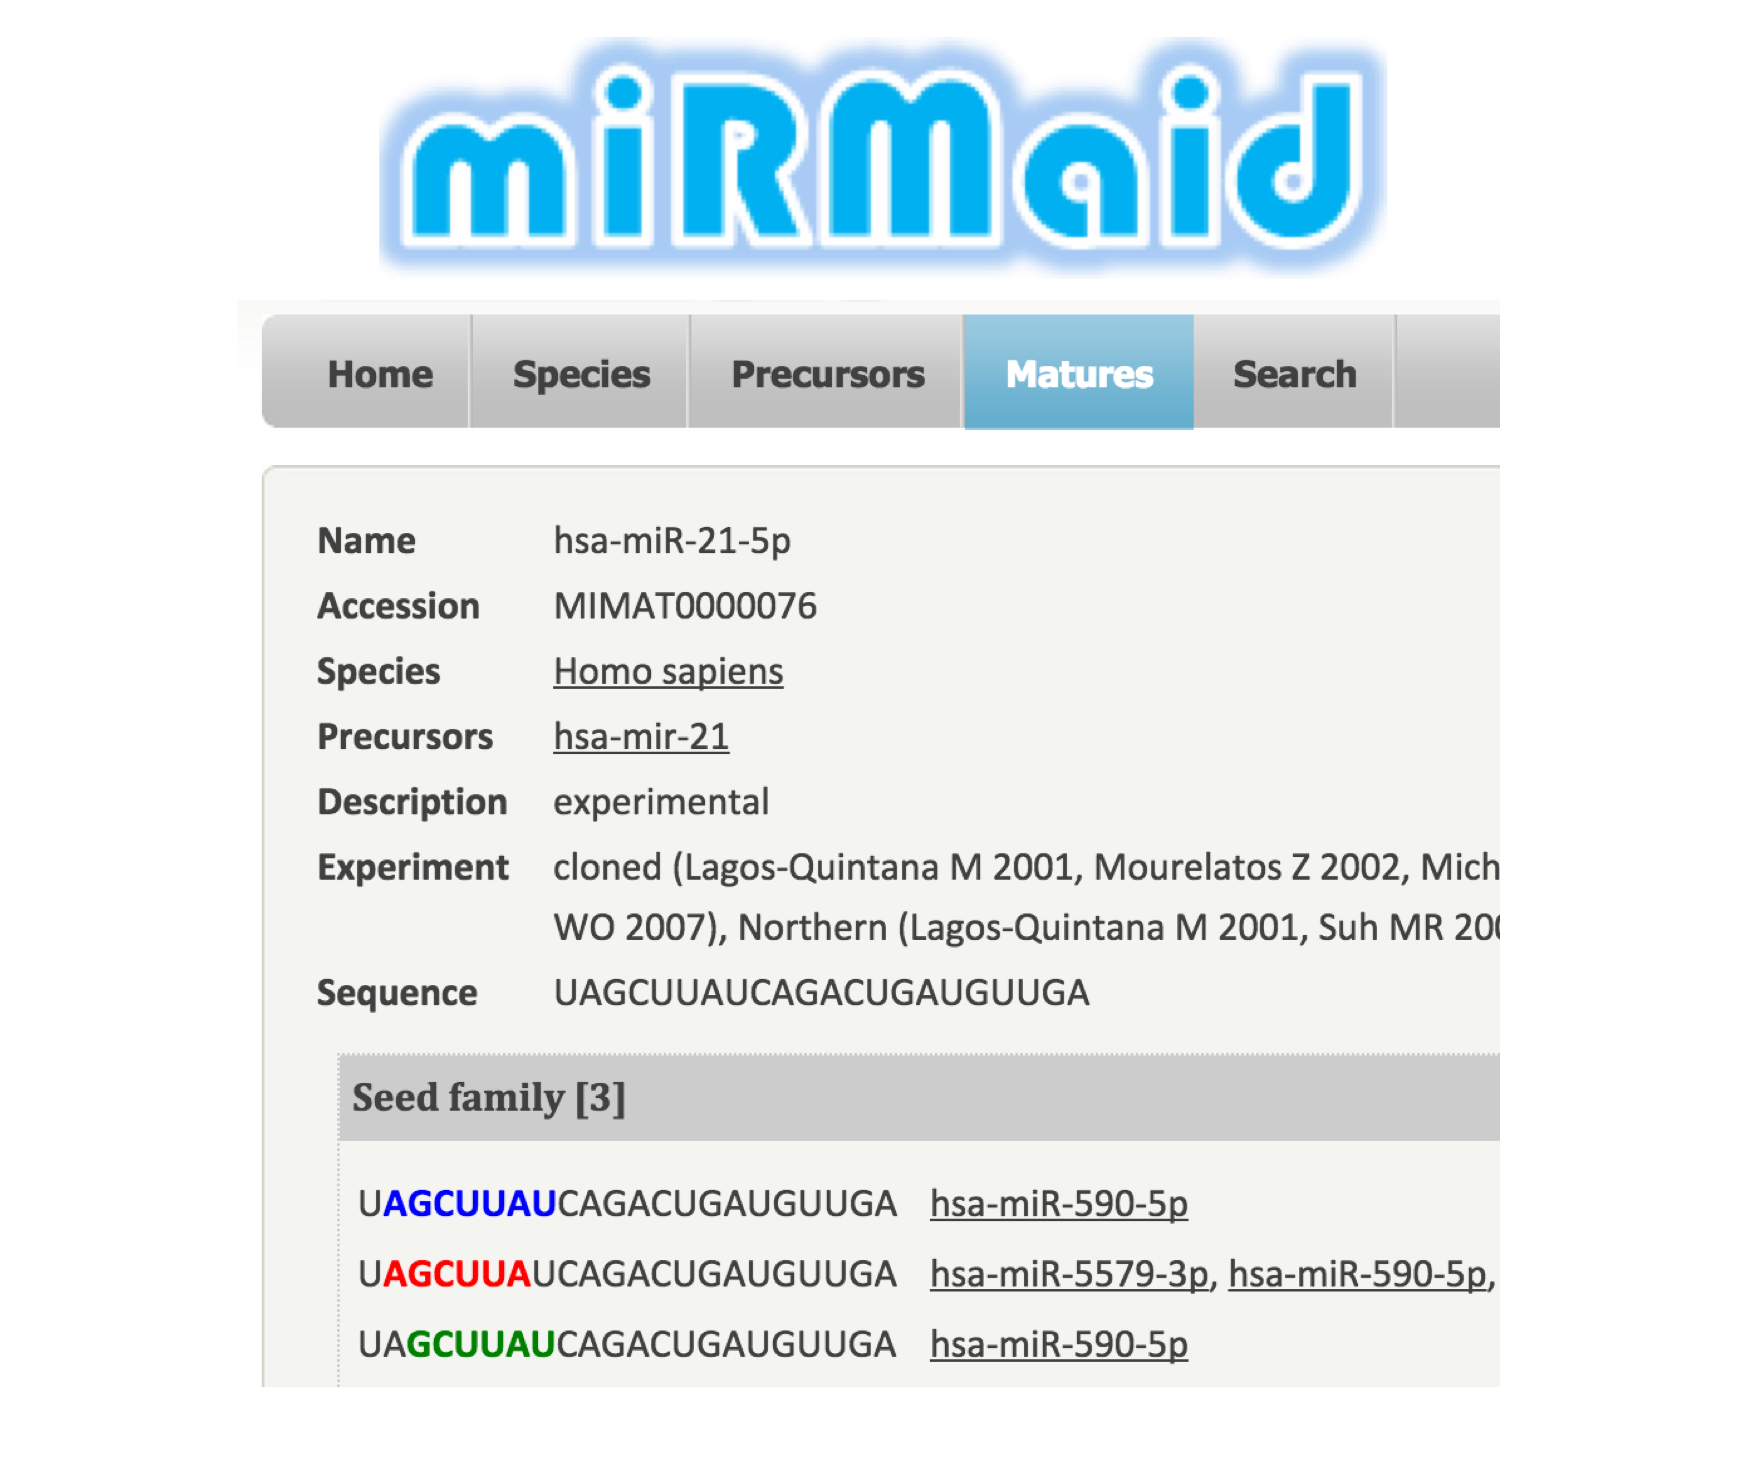 miRMaid
Home Species Precursors Matures Search
Name hsa-miR-21-5p
Accession MIMAT0000076
Species Homo sapiens
Precursors hsa-mir-21
Description experimental
Experiment cloned (Lagos-Quintana M 2001, Mourelatos Z 2002, Mich
WO 2007), Northern (Lagos-Quintana M 2001, Suh MR 200
Sequence UAGCUUAUCAGACUGAUGUUGA
Seed family [3]
UAGCUUAUCAGACUGAUGUUGA hsa-miR-590-5p
UAGCUUAUCAGACUGAUGUUGA hsa-miR-5579-3p, hsa-miR-590-5p,
UAGCUUAUCAGACUGAUGUUGA hsa-miR-590-5p